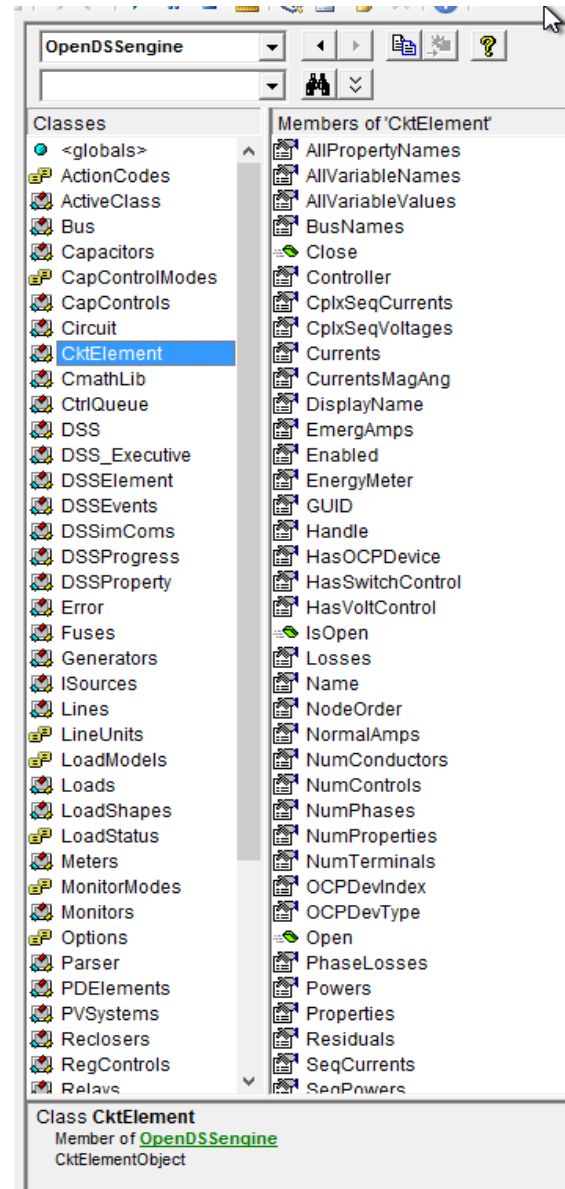 OpenDSSengine
Classes
<globals>
ActionCodes
ActiveClass
Bus
Capacitors
CapControlModes
CapControls
Circuit
CktElement
CmathLib
CtrlQueue
DSS
DSS_Executive
DSSElement
DSSEvents
DSSimComs
DSSProgress
DSSProperty
Error
Fuses
Generators
ISources
Lines
LineUnits
LoadModels
Loads
LoadShapes
LoadStatus
Meters
MonitorModes
Monitors
Options
Parser
PDElements
PVSystems
Reclosers
RegControls
Relays
Members of 'CktElement'
AllPropertyNames
AllVariableNames
AllVariableValues
BusNames
Close
Controller
CplxSeqCurrents
CplxSeqVoltages
Currents
CurrentsMagAng
DisplayName
EmergAmps
Enabled
EnergyMeter
GUID
Handle
HasOCPDevice
HasSwitchControl
HasVoltControl
IsOpen
Losses
Name
NodeOrder
NormalAmps
NumConductors
NumControls
NumPhases
NumProperties
NumTerminals
OCPDevIndex
OCPDevType
Open
PhaseLosses
Powers
Properties
Residuals
SeqCurrents
SeqPowers
Class CktElement
Member of OpenDSSengine
CktElementObject